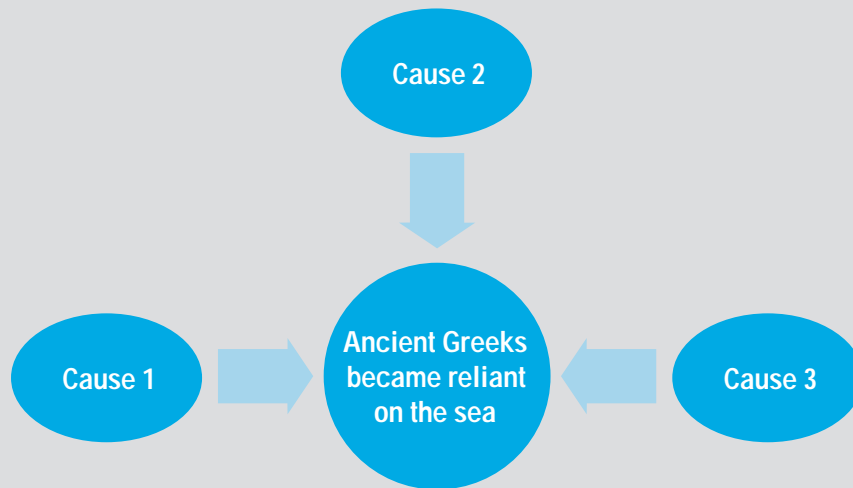 Cause 2
Ancient Greeks
became reliant
on the sea
Cause 1
Cause 3